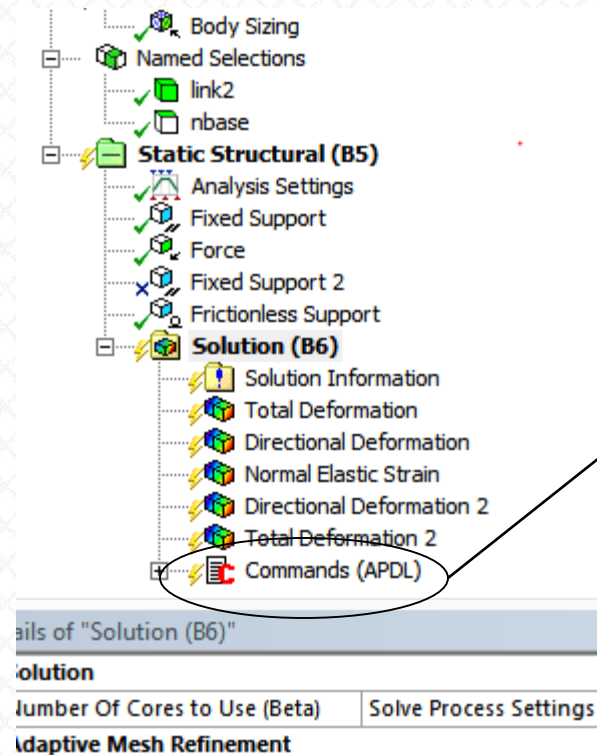 Body Sizing
Named Selections
link2
nbase
Static Structural (B5)
Analysis Settings
Fixed Support
Force
Fixed Support 2
Frictionless Support
Solution (B6)
Solution Information
Total Deformation
Directional Deformation
Normal Elastic Strain
Directional Deformation 2
Total Deformation 2
Commands (APDL)
ails of "Solution (B6)"
olution
Number Of Cores to Use (Beta) Solve Process Settings
Adaptive Mesh Refinement